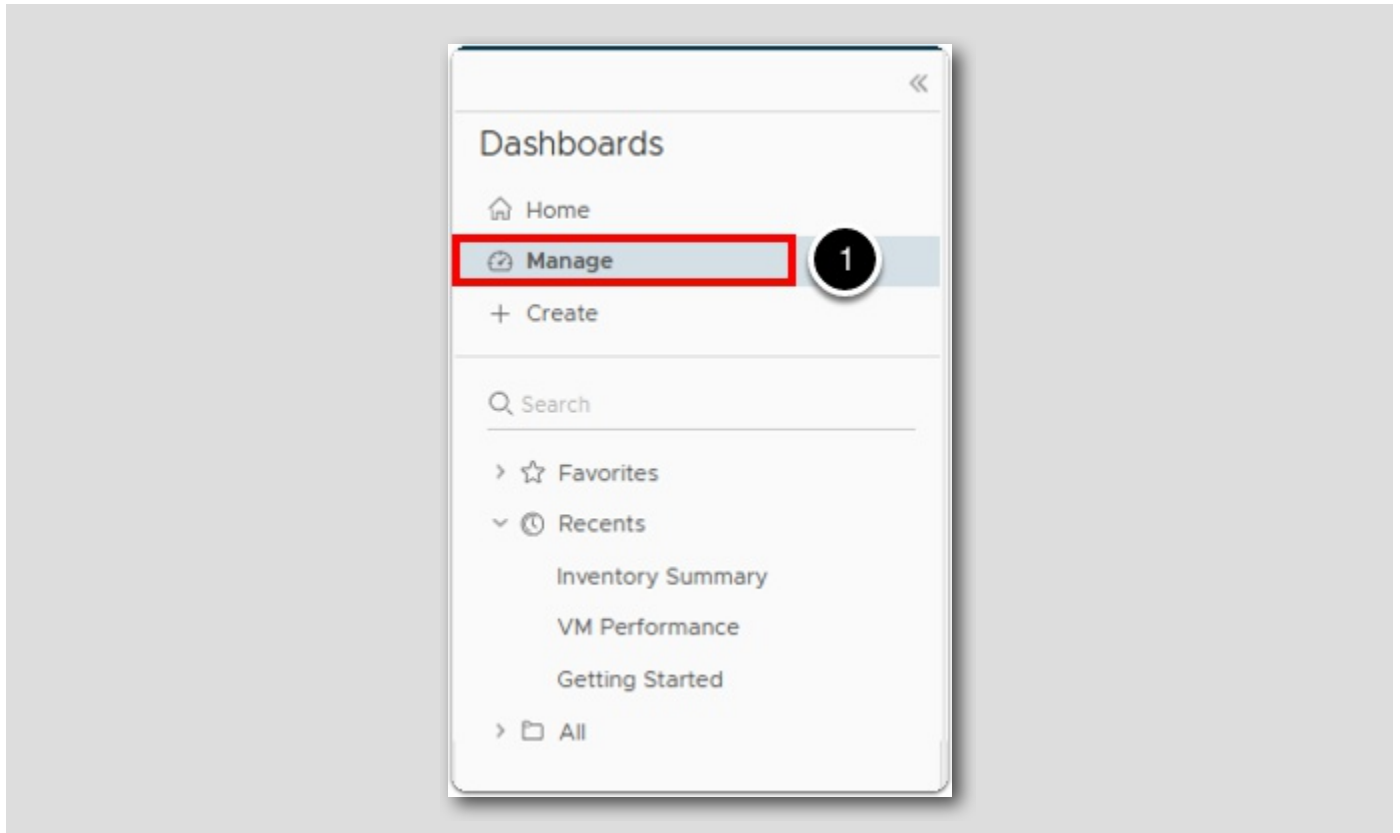 Dashboards
Home
Manage
1
Create
Search
Favorites
Recents
Inventory Summary
VM Performance
Getting Started
All